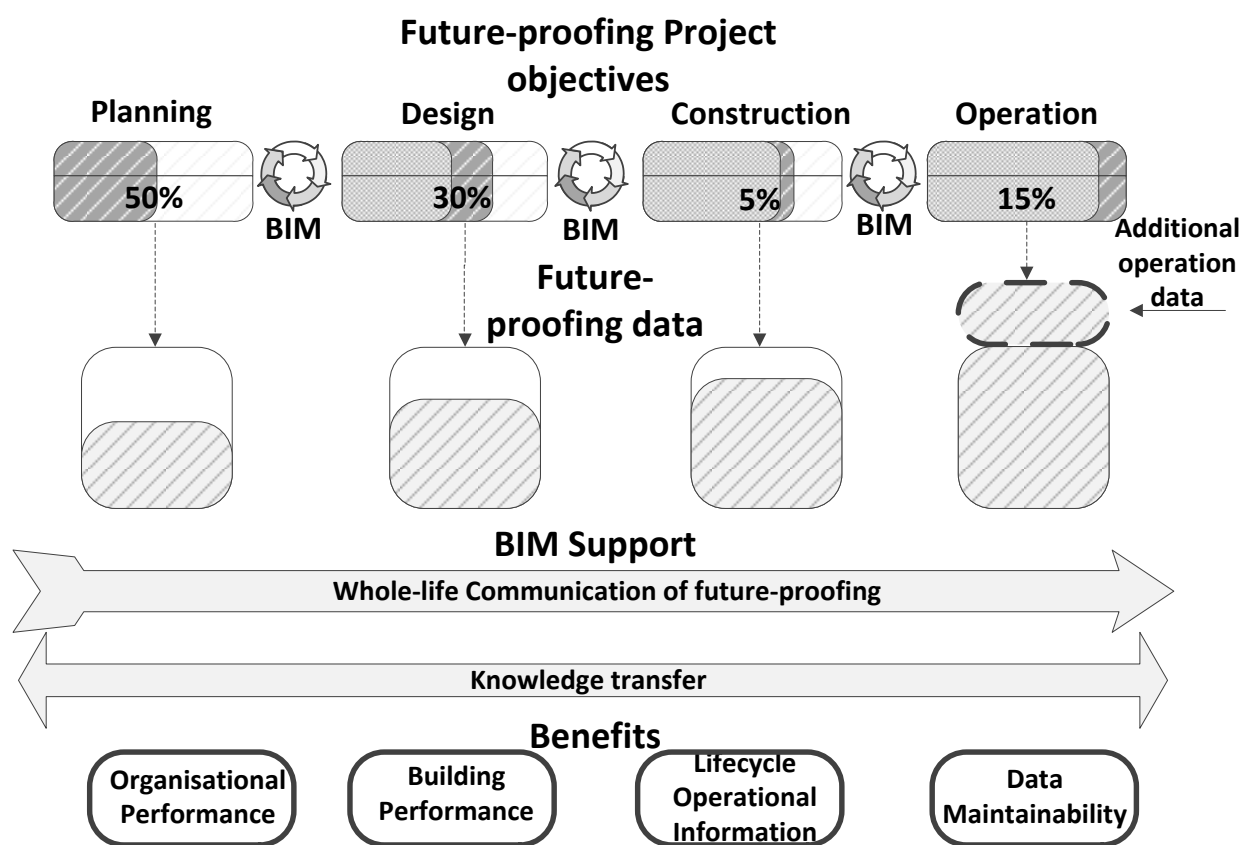 Future-proofing Project
objectives
Planning
Design
Construction
Operation
50%
30%
5%
15%
BIM
BIM
BIM
Additional
operation
data
Future-
proofing data
BIM Support
Whole-life Communication of future-proofing
Knowledge transfer
Benefits
Organisational
Performance
Building
Performance
Lifecycle
Operational
Information
Data
Maintainability